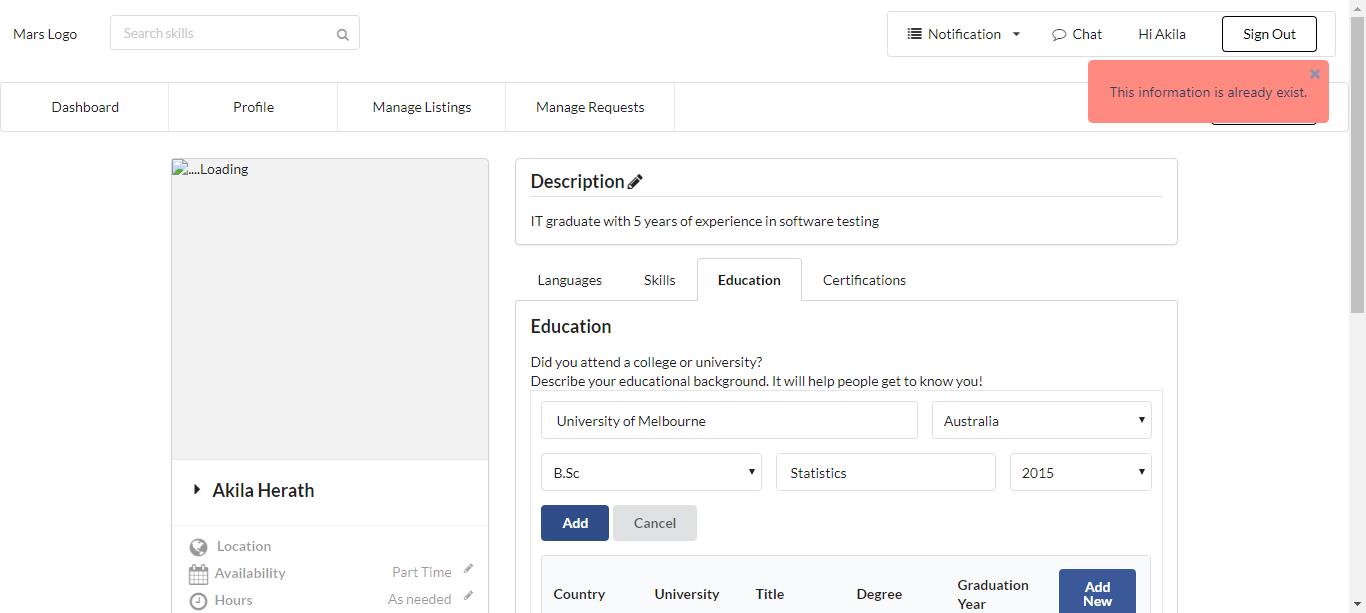 Mars Logo
Search skills
Notification
Chat
Hi Akila
Sign Out
This information is already exist.
Dashboard
Profile
Manage Listings
Manage Requests
....Loading
Description
IT graduate with 5 years of experience in software testing
Languages
Skills
Education
Certifications
Education
Did you attend a college or university?
Describe your educational background. It will help people get to know you!
University of Melbourne
Australia
B.Sc
Statistics
2015
Add
Cancel
Akila Herath
Location
Availability
Part Time
Hours
As needed
Country
University
Title
Degree
Graduation
Year
Add
New